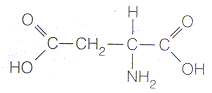 O H O
C—CH₂—C—C
HO NH₂ OH